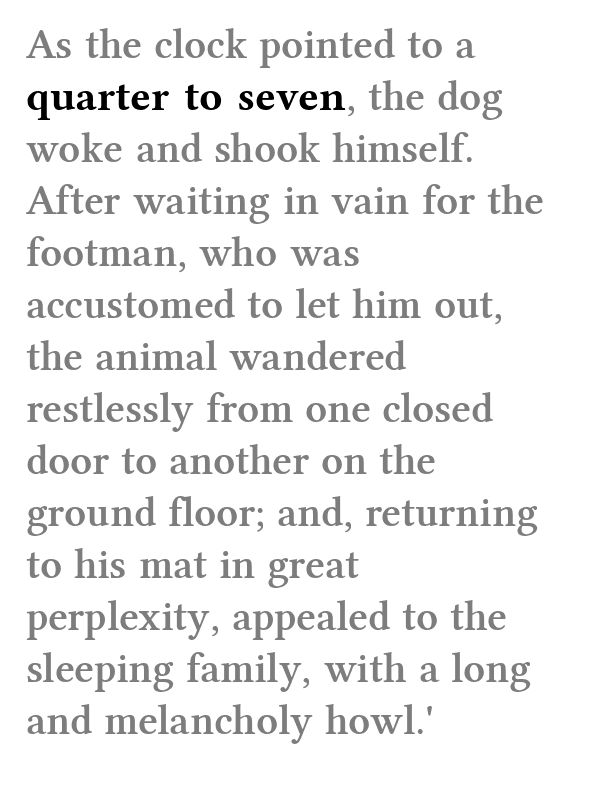 As the clock pointed to a
quarter to seven, the dog
woke and shook himself.
After waiting in vain for the
footman, who was
accustomed to let him out,
the animal wandered
restlessly from one closed
door to another on the
ground floor; and, returning
to his mat in great
perplexity, appealed to the
sleeping family, with a long
and melancholy howl.'